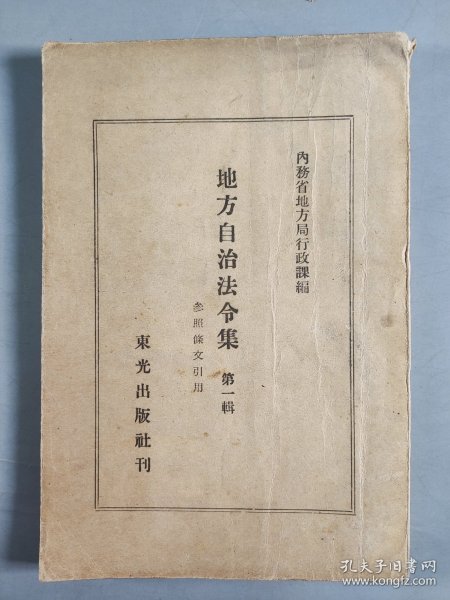 內務省地方局行政課編
地方自治法令集 第一輯
參照條文引用
東光出版社刊
孔夫子旧书网
www.kongfz.com